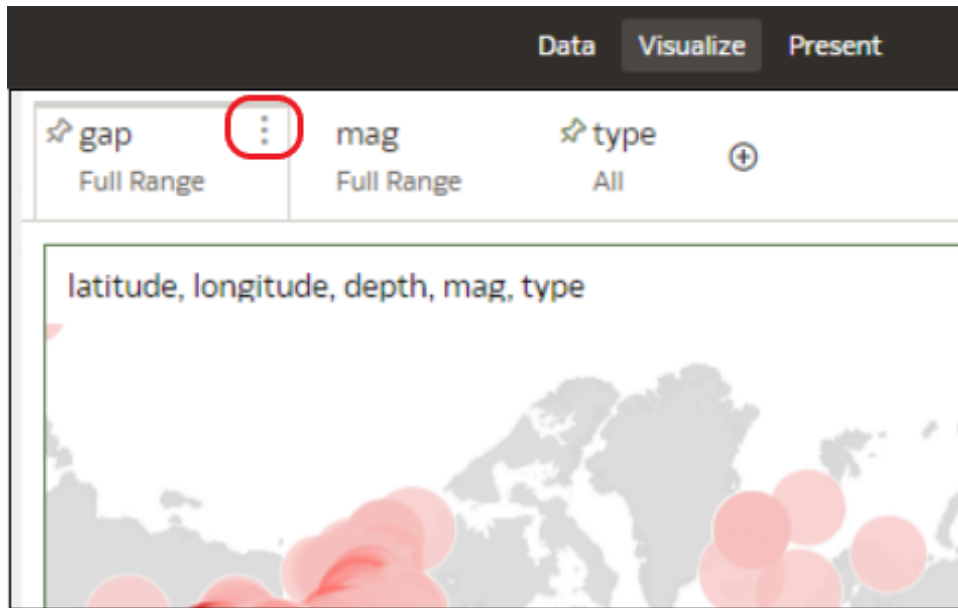 Data Visualize Present
gap mag type
Full Range Full Range All
latitude, longitude, depth, mag, type